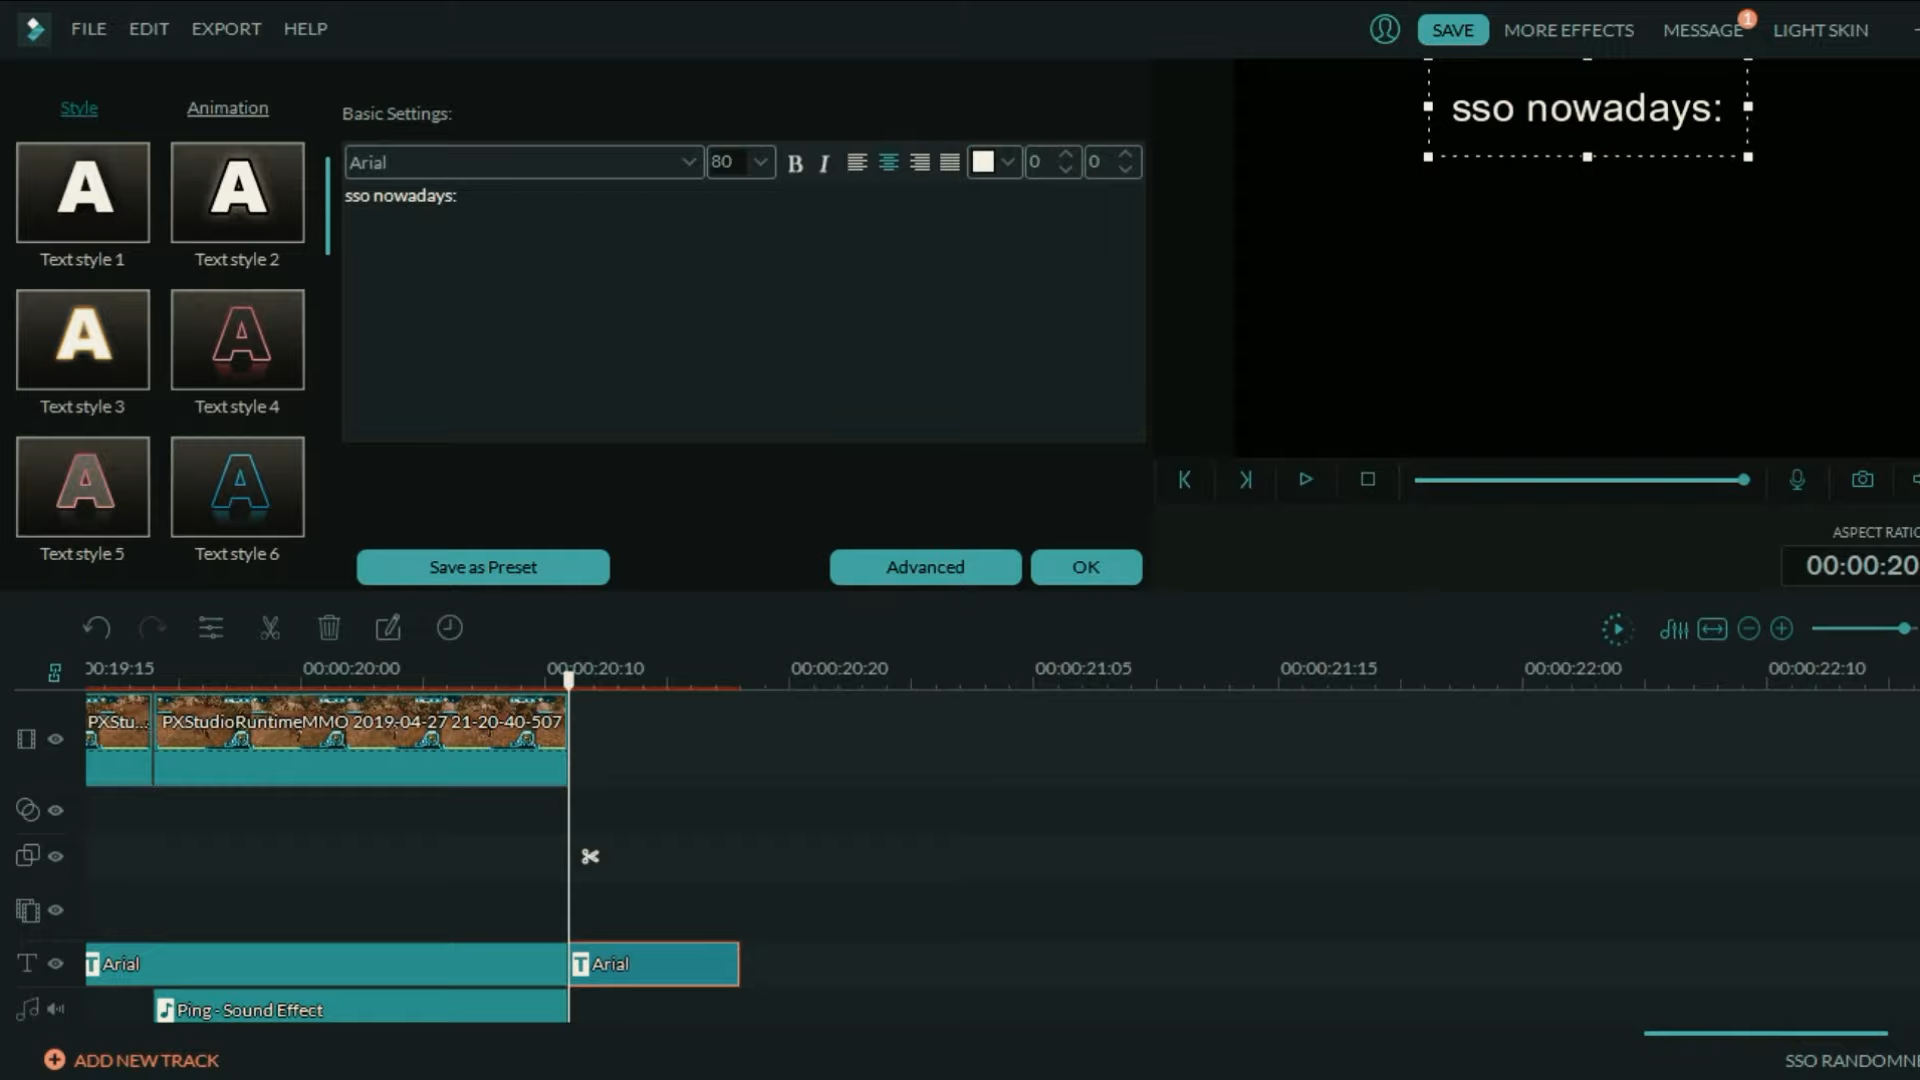 FILE EDIT EXPORT HELP
SAVE MORE EFFECTS MESSAGE 1 LIGHT SKIN
Style Animation
Basic Settings:
sso nowadays:
Arial 80 B I 0 0
sso nowadays:
A A
Text style 1 Text style 2
A A
Text style 3 Text style 4
A A
Text style 5 Text style 6
ASPECT RATIO
Save as Preset Advanced OK
00:00:20
00:19:15 00:00:20:00 00:00:20:10 00:00:20:20 00:00:21:05 00:00:21:15 00:00:22:00 00:00:22:10
PXStu... PXStudioRuntimeMMO 2019-04-27 21-20-40-507
T T Arial T Arial
Ping - Sound Effect
ADD NEW TRACK SSO RANDOMNE